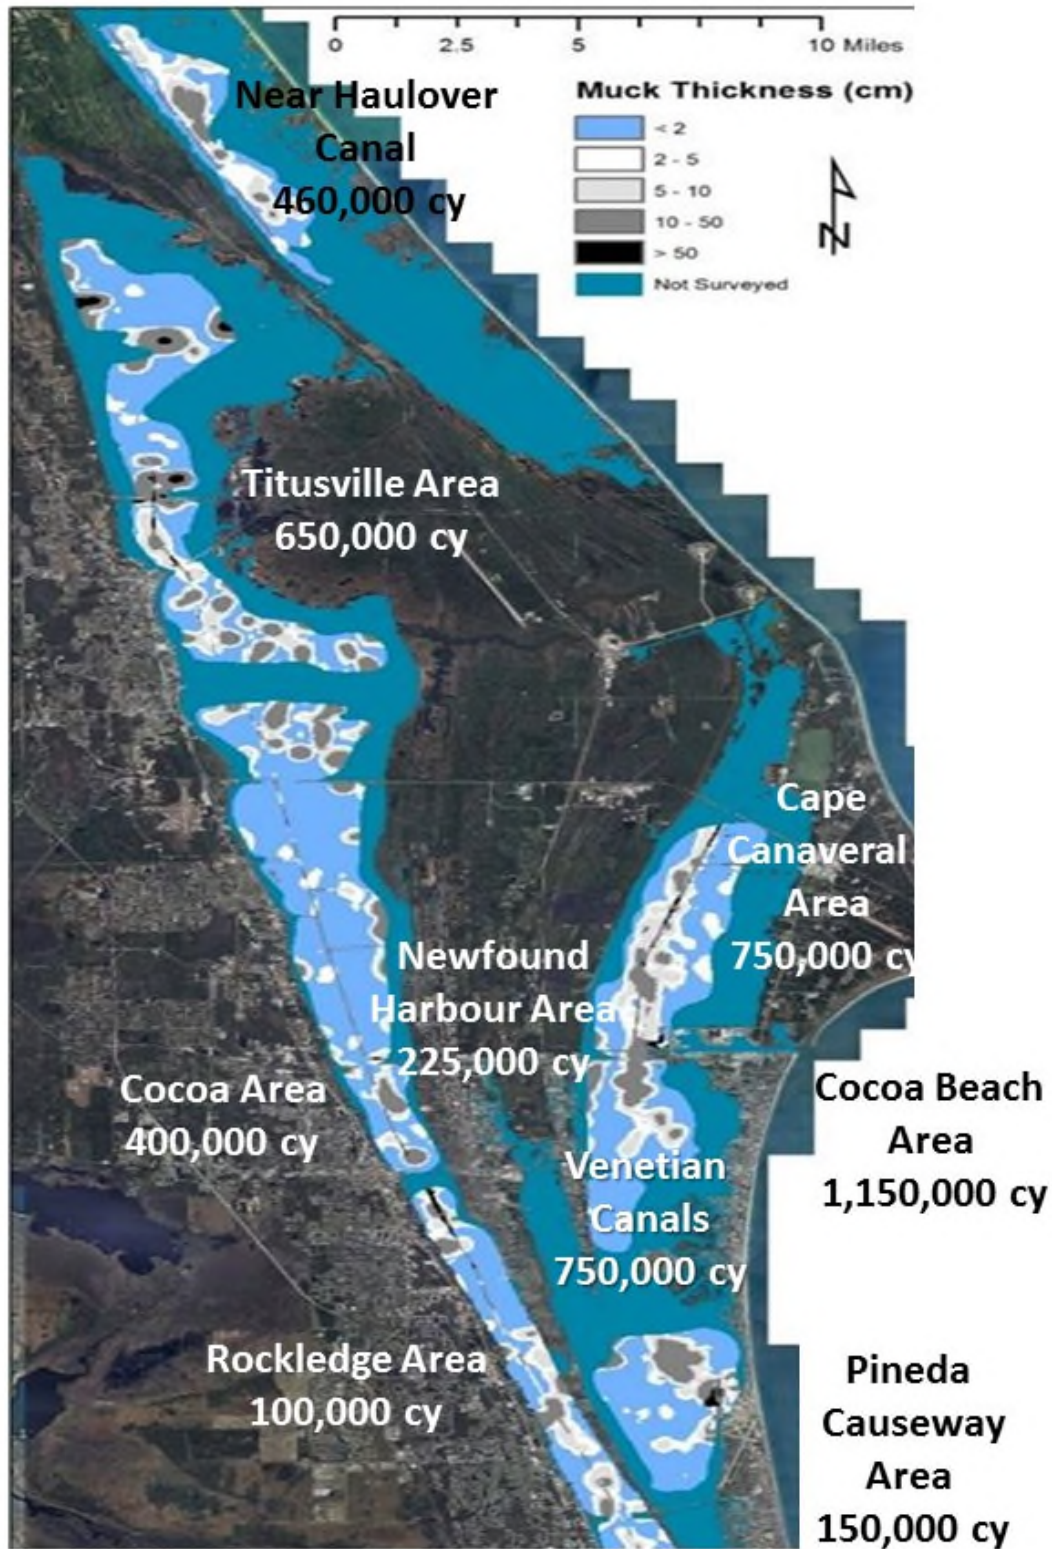 0 2.5 5 10 Miles
Muck Thickness (cm)
< 2
2 - 5
5 - 10
10 - 50
> 50
Not Surveyed
N
Near Haulover
Canal
460,000 cy
Titusville Area
650,000 cy
Cape
Canaveral
Area
750,000 cy
Newfound
Harbour Area
225,000 cy
Cocoa Area
400,000 cy
Cocoa Beach
Area
1,150,000 cy
Venetian
Canals
750,000 cy
Rockledge Area
100,000 cy
Pineda
Causeway
Area
150,000 cy